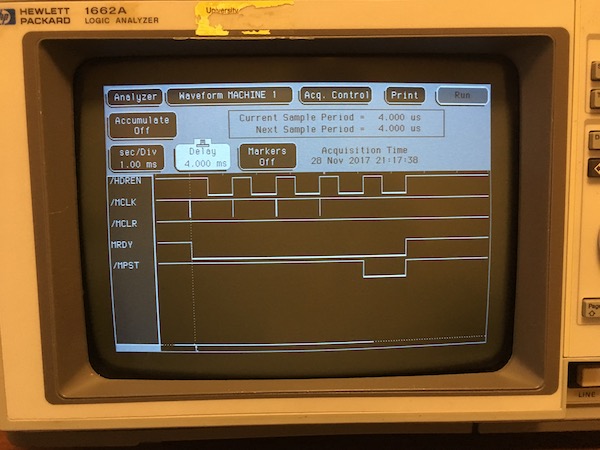 HEWLETT PACKARD
1662A
LOGIC ANALYZER
University
Analyzer
Waveform MACHINE 1
Acq. Control
Print
Run
Accumulate
Off
Current Sample Period = 4.000 us
Next Sample Period = 4.000 us
sec/Div
1.00 ms
Delay
4.000 ms
Markers
Off
Acquisition Time
28 Nov 2017 21:17:38
/HDREN
/MCLK
/MCLR
MRDY
/MPST
LINE